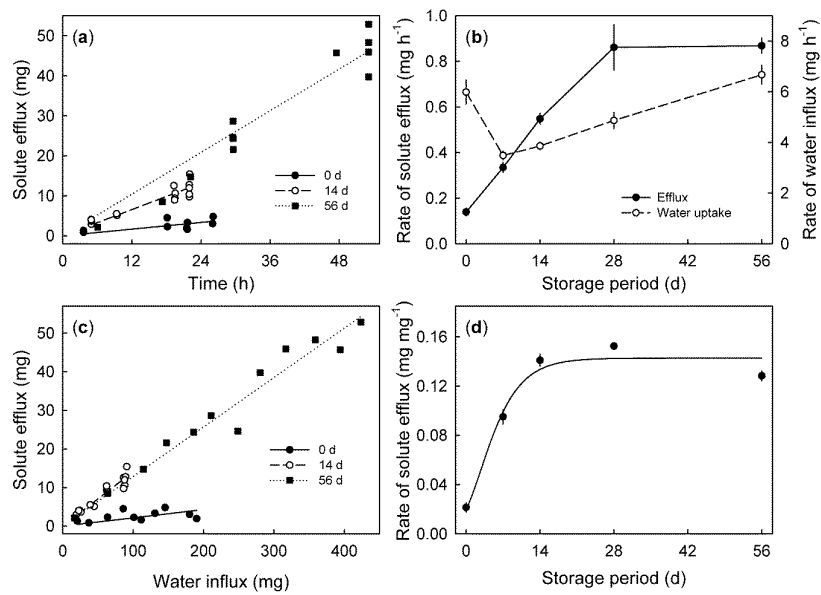 (a)
Solute efflux (mg)
50
40
30
20
10
0
0 d
14 d
56 d
0 12 24 36 48
Time (h)
(b)
Rate of solute efflux (mg h⁻¹)
1.0
0.8
0.6
0.4
0.2
0.0
Efflux
Water uptake
8
6
4
2
0
Rate of water influx (mg h⁻¹)
0 14 28 42 56
Storage period (d)
(c)
Solute efflux (mg)
50
40
30
20
10
0
0 d
14 d
56 d
0 100 200 300 400
Water influx (mg)
(d)
Rate of solute efflux (mg mg⁻¹)
0.16
0.12
0.08
0.04
0.00
0 14 28 42 56
Storage period (d)